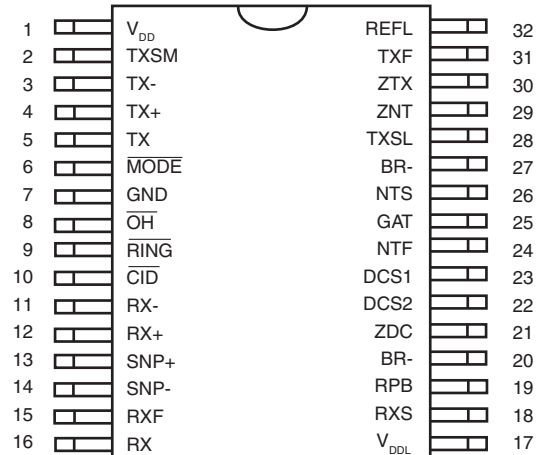 1 V_DD REFL 32
2 TXSM TXF 31
3 TX- ZTX 30
4 TX+ ZNT 29
5 TX TXSL 28
6 MODE BR- 27
7 GND NTS 26
8 OH GAT 25
9 RING NTF 24
10 CID DCS1 23
11 RX- DCS2 22
12 RX+ ZDC 21
13 SNP+ BR- 20
14 SNP- RPB 19
15 RXF RXS 18
16 RX V_DDL 17